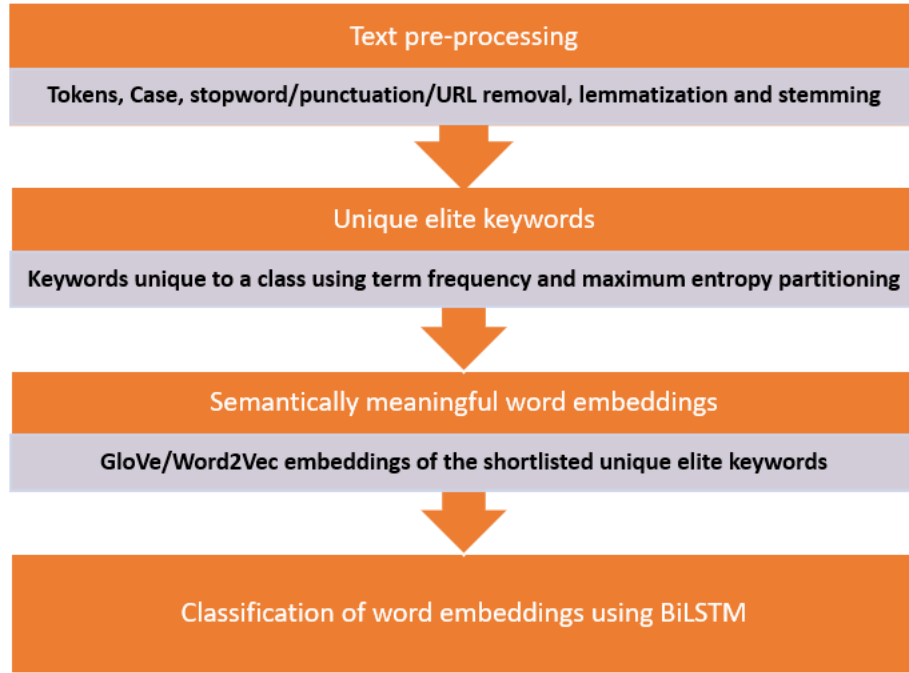 Text pre-processing
Tokens, Case, stopword/punctuation/URL removal, lemmatization and stemming
Unique elite keywords
Keywords unique to a class using term frequency and maximum entropy partitioning
Semantically meaningful word embeddings
GloVe/Word2Vec embeddings of the shortlisted unique elite keywords
Classification of word embeddings using BiLSTM